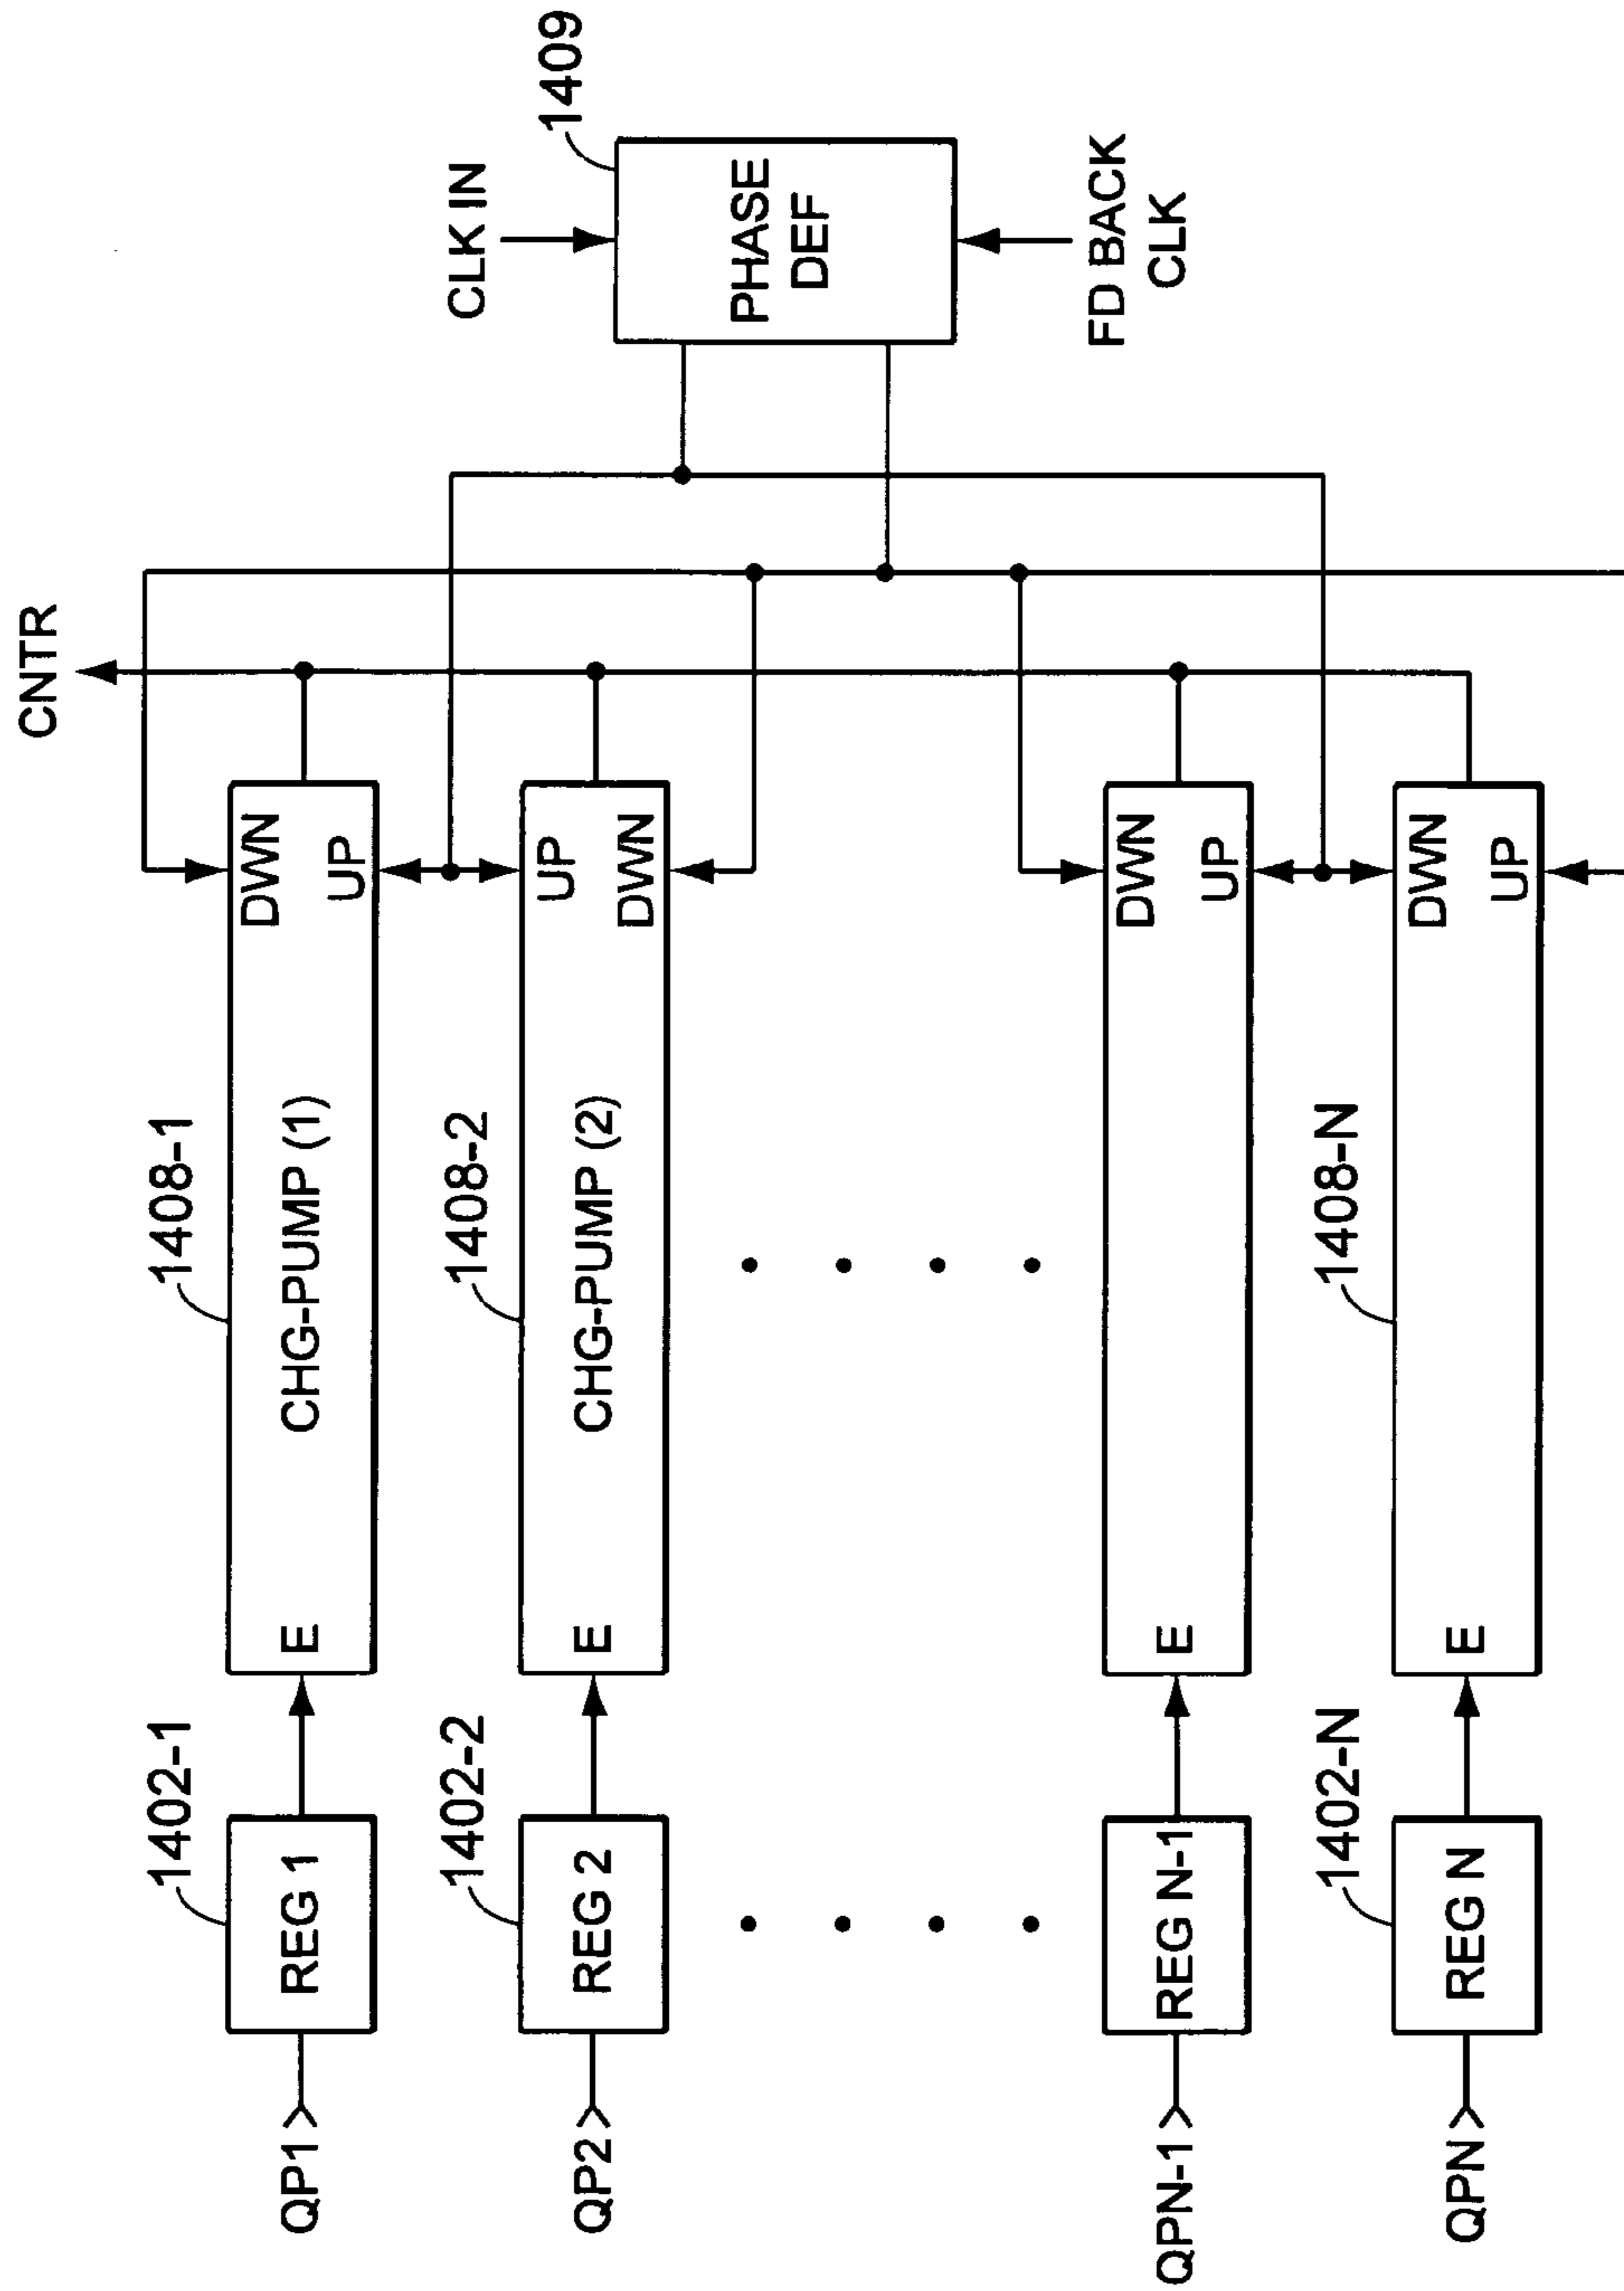 CNTR
CLK IN
1409
PHASE
DEF
FD BACK
CLK
QP1
1402-1
REG 1
1408-1
E
CHG-PUMP (1)
DWN
UP
QP2
1402-2
REG 2
1408-2
E
CHG-PUMP (2)
UP
DWN
QPN-1
REG N-1
E
DWN
UP
QPN
1402-N
REG N
1408-N
E
DWN
UP